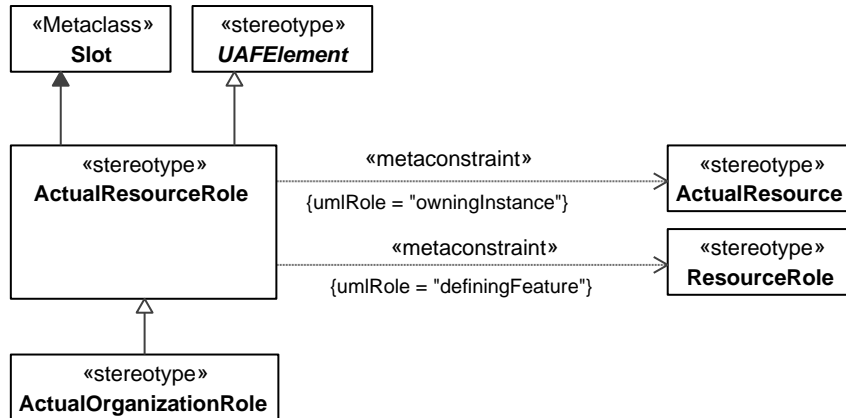 «Metaclass»
Slot
«stereotype»
UAFElement
«stereotype»
ActualResourceRole
«metaconstraint»
{umlRole = "owningInstance"}
«stereotype»
ActualResource
«metaconstraint»
{umlRole = "definingFeature"}
«stereotype»
ResourceRole
«stereotype»
ActualOrganizationRole